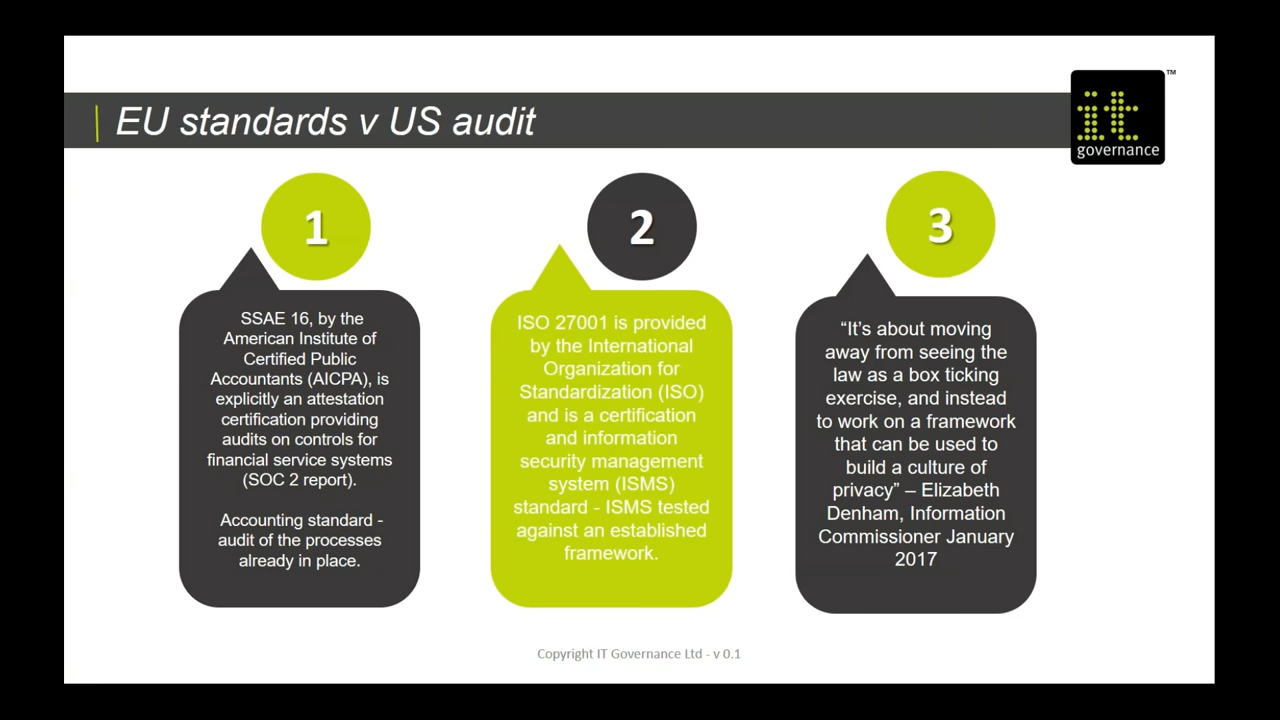 EU standards v US audit
TM
it
governance
1
2
3
SSAE 16, by the
American Institute of
Certified Public
Accountants (AICPA), is
explicitly an attestation
certification providing
audits on controls for
financial service systems
(SOC 2 report).
Accounting standard -
audit of the processes
already in place.
ISO 27001 is provided
by the International
Organization for
Standardization (ISO)
and is a certification
and information
security management
system (ISMS)
standard - ISMS tested
against an established
framework.
“It’s about moving
away from seeing the
law as a box ticking
exercise, and instead
to work on a framework
that can be used to
build a culture of
privacy” – Elizabeth
Denham, Information
Commissioner January
2017
Copyright IT Governance Ltd - v 0.1